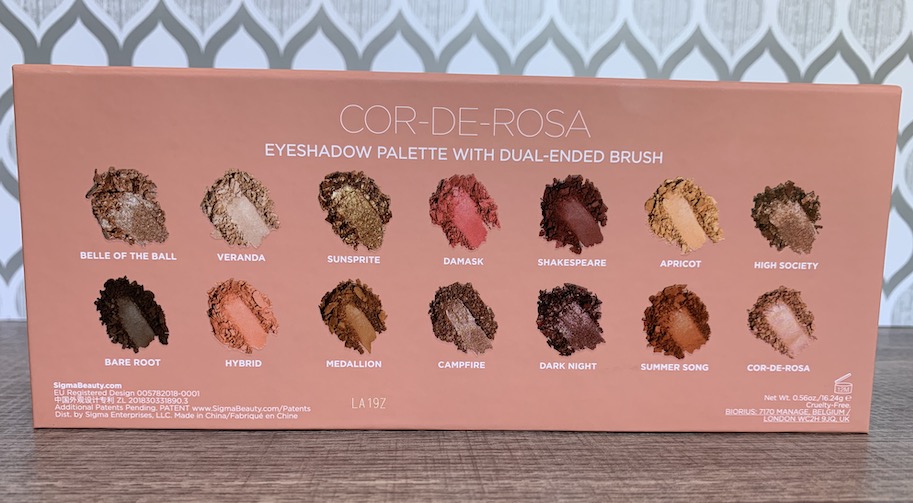 COR-DE-ROSA
EYESHADOW PALETTE WITH DUAL-ENDED BRUSH
BELLE OF THE BALL
VERANDA
SUNSPRITE
DAMASK
SHAKESPEARE
APRICOT
HIGH SOCIETY
BARE ROOT
HYBRID
MEDALLION
CAMPFIRE
DARK NIGHT
SUMMER SONG
COR-DE-ROSA
SigmaBeauty.com
EU Registered Design 005782018-0001
中国外观设计专利 ZL 201830331890.3
Additional Patents Pending. PATENT www.SigmaBeauty.com/Patents
Dist. by Sigma Enterprises, LLC. Made in China/Fabriqué en Chine
LA19Z
12M
Net Wt. 0.56oz./16.24g ℮
Cruelty-Free.
BIORIUS: 7170 MANAGE, BELGIUM /
LONDON WC2H 9JQ, UK